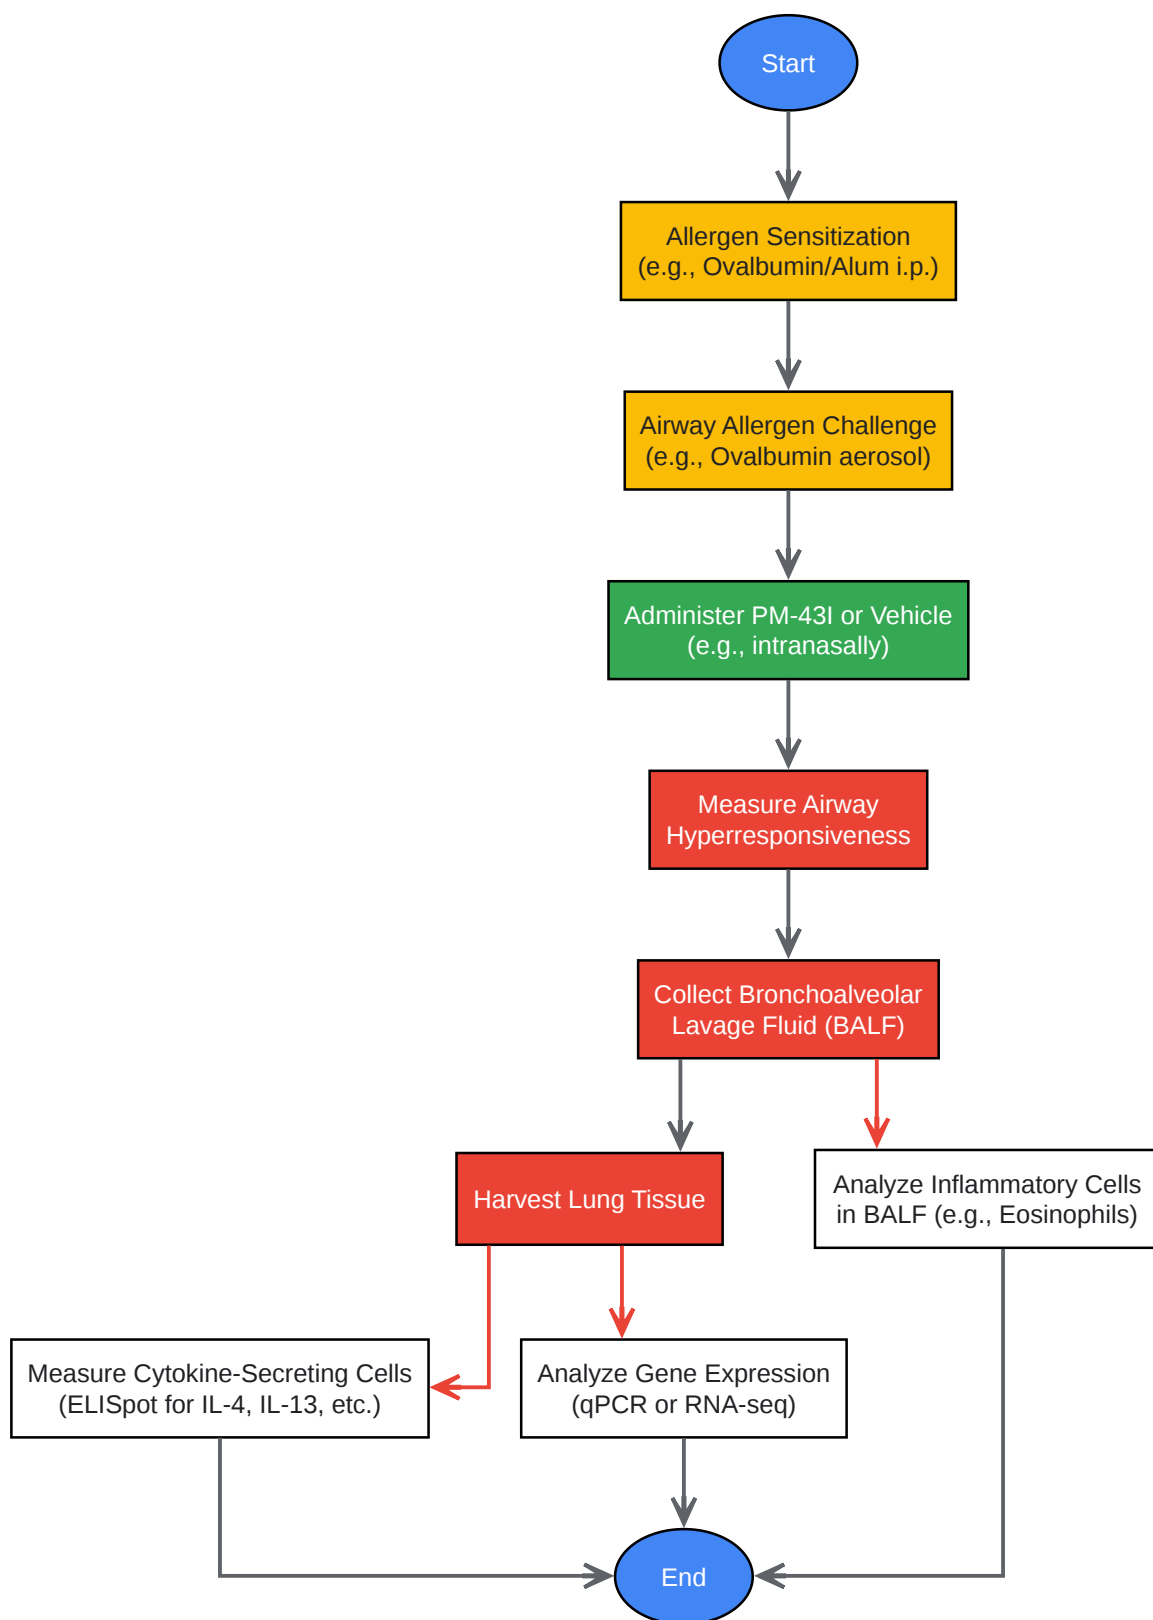 Start
Allergen Sensitization
(e.g., Ovalbumin/Alum i.p.)
Airway Allergen Challenge
(e.g., Ovalbumin aerosol)
Administer PM-43I or Vehicle
(e.g., intranasally)
Measure Airway
Hyperresponsiveness
Collect Bronchoalveolar
Lavage Fluid (BALF)
Harvest Lung Tissue
Analyze Inflammatory Cells
in BALF (e.g., Eosinophils)
Measure Cytokine-Secreting Cells
(ELISpot for IL-4, IL-13, etc.)
Analyze Gene Expression
(qPCR or RNA-seq)
End